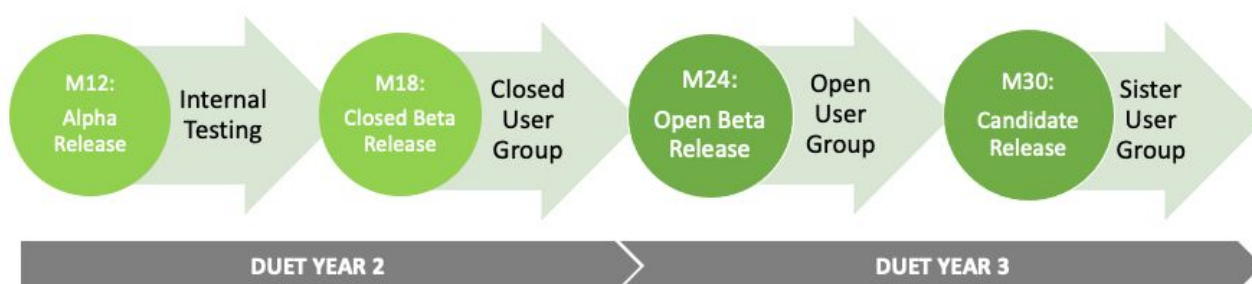 M12:
Alpha
Release
Internal
Testing
M18:
Closed Beta
Release
Closed
User
Group
M24:
Open Beta
Release
Open
User
Group
M30:
Candidate
Release
Sister
User
Group
DUET YEAR 2
DUET YEAR 3